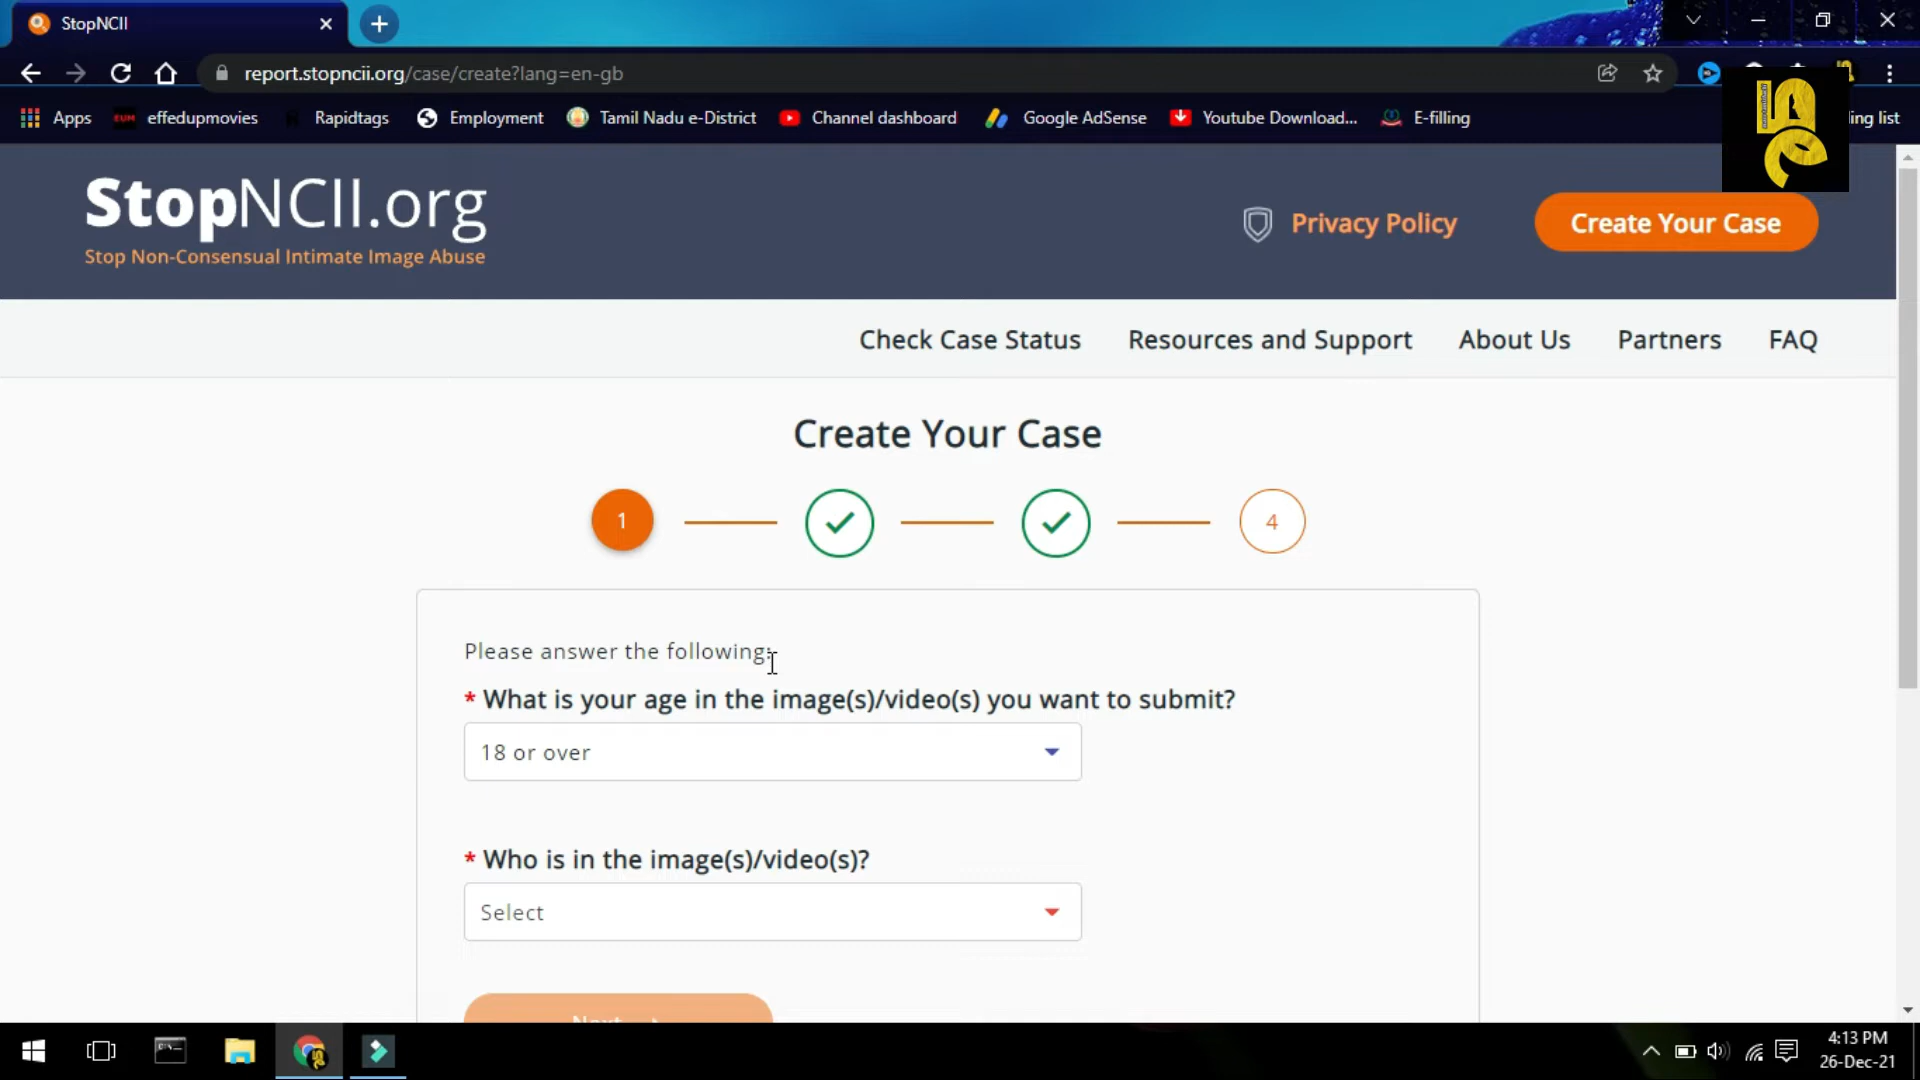 StopNCII
report.stopncii.org/case/create?lang=en-gb
Apps
EUM effedupmovies
Rapidtags
Employment
Tamil Nadu e-District
Channel dashboard
Google AdSense
Youtube Download...
E-filling
ing list
StopNCII.org
Stop Non-Consensual Intimate Image Abuse
Privacy Policy
Create Your Case
Check Case Status
Resources and Support
About Us
Partners
FAQ
Create Your Case
1
4
Please answer the following:
* What is your age in the image(s)/video(s) you want to submit?
18 or over
* Who is in the image(s)/video(s)?
Select
Next
4:13 PM
26-Dec-21